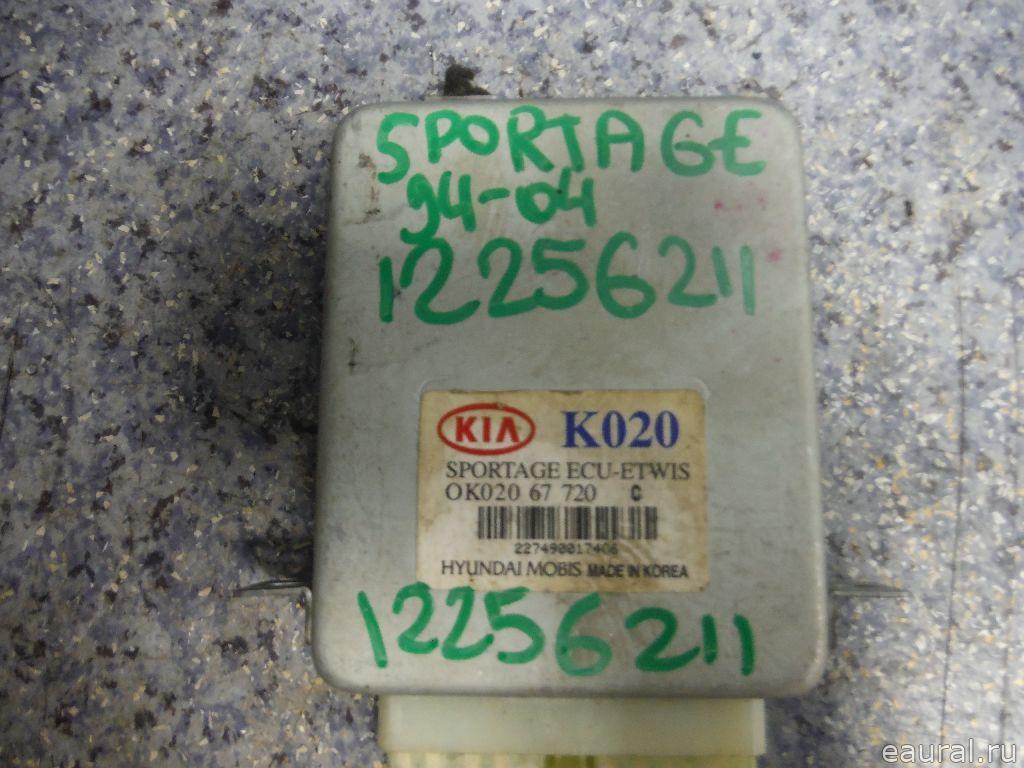 SPORTAGE
94-04
12256211
KIA K020
SPORTAGE ECU-ETWIS
OK020 67 720 C
227490017406
HYUNDAI MOBIS MADE IN KOREA
12256211
eaural.ru